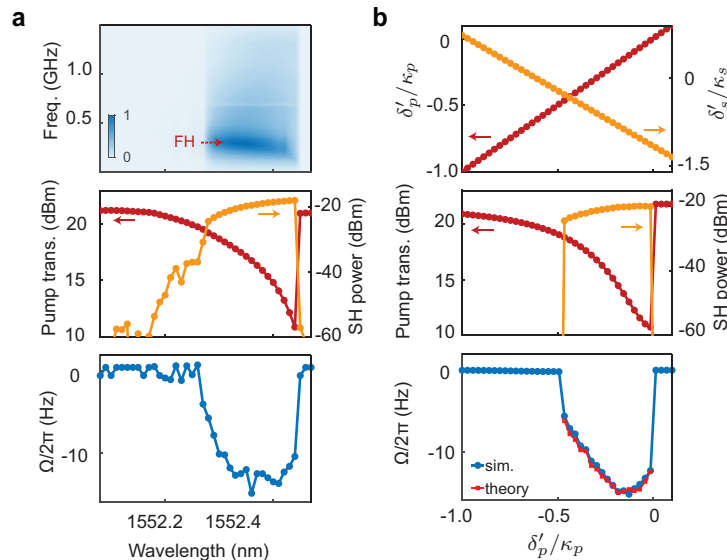 a
Freq. (GHz)
1.0
0.5
1
0
FH
Pump trans. (dBm)
20
15
10
-20
-40
-60
SH power (dBm)
Ω/2π (Hz)
0
-10
1552.2
1552.4
Wavelength (nm)
b
δ′p/κp
0
-0.5
-1.0
0
-1.5
δ′s/κs
Pump trans. (dBm)
20
15
10
-20
-40
-60
SH power (dBm)
Ω/2π (Hz)
0
-10
sim.
theory
-1.0
-0.5
0
δ′p/κp